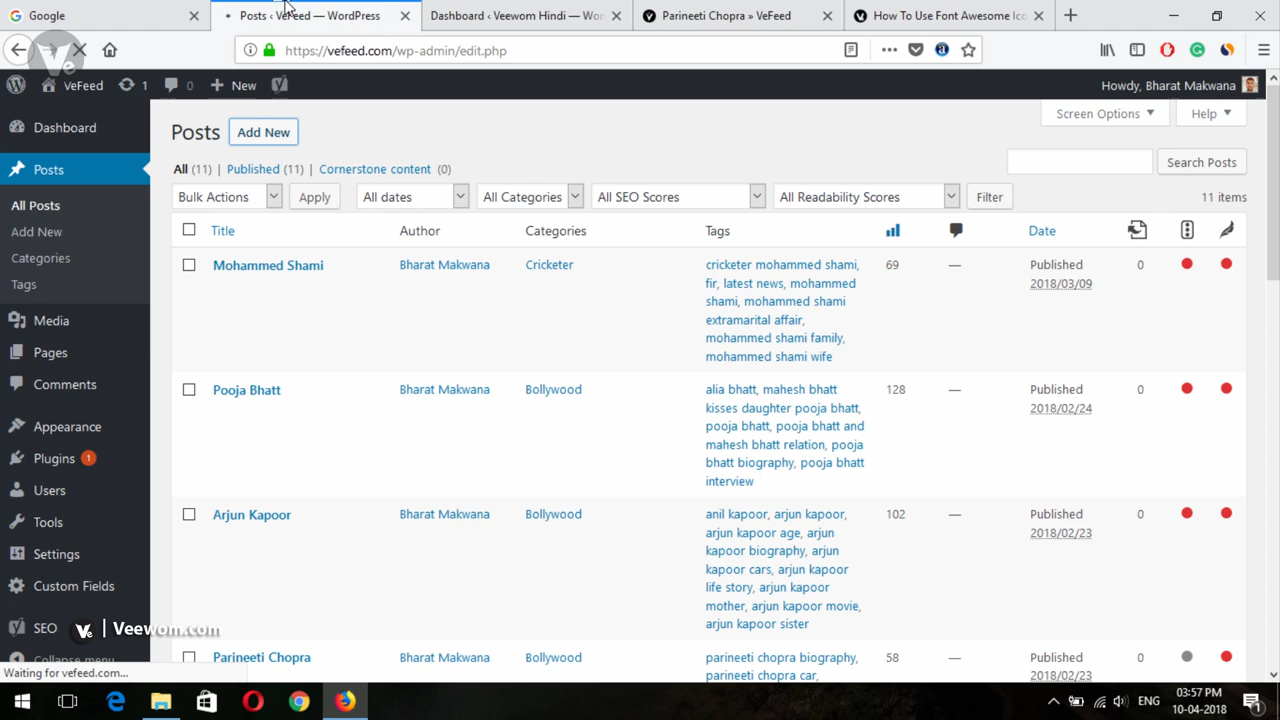 Google
Posts ‹ VeFeed — WordPress
Dashboard ‹ Veewom Hindi — Wor
Parineeti Chopra » VeFeed
How To Use Font Awesome Ico
https://vefeed.com/wp-admin/edit.php
VeFeed
1
0
New
Howdy, Bharat Makwana
Dashboard
Posts
All Posts
Add New
Categories
Tags
Media
Pages
Comments
Appearance
Plugins 1
Users
Tools
Settings
Custom Fields
SEO
Collapse menu
Ve | Veewom.com
Posts
Add New
Screen Options
Help
All (11) | Published (11) | Cornerstone content (0)
Search Posts
Bulk Actions
Apply
All dates
All Categories
All SEO Scores
All Readability Scores
Filter
11 items
Title Author Categories Tags Date
Mohammed Shami
Bharat Makwana
Cricketer
cricketer mohammed shami,
fir, latest news, mohammed
shami, mohammed shami
extramarital affair,
mohammed shami family,
mohammed shami wife
69
—
Published
2018/03/09
0
Pooja Bhatt
Bharat Makwana
Bollywood
alia bhatt, mahesh bhatt
kisses daughter pooja bhatt,
pooja bhatt, pooja bhatt and
mahesh bhatt relation, pooja
bhatt biography, pooja bhatt
interview
128
—
Published
2018/02/24
0
Arjun Kapoor
Bharat Makwana
Bollywood
anil kapoor, arjun kapoor,
arjun kapoor age, arjun
kapoor biography, arjun
kapoor cars, arjun kapoor
life story, arjun kapoor
mother, arjun kapoor movie,
arjun kapoor sister
102
—
Published
2018/02/23
0
Parineeti Chopra
Bharat Makwana
Bollywood
parineeti chopra biography,
parineeti chopra car,
58
—
Published
2018/02/23
0
Waiting for vefeed.com...
ENG
03:57 PM
10-04-2018
1